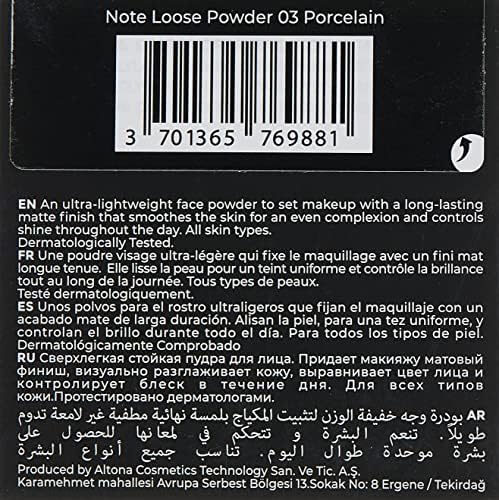 Note Loose Powder 03 Porcelain
3 701365 769881
EN An ultra-lightweight face powder to set makeup with a long-lasting
matte finish that smoothes the skin for an even complexion and controls
shine throughout the day. All skin types.
Dermatologically Tested.
FR Une poudre visage ultra-légère qui fixe le maquillage avec un fini mat
longue tenue. Elle lisse la peau pour un teint uniforme et contrôle la brillance
tout au long de la journée. Tous types de peaux.
Testé dermatologiquement.
ES Unos polvos para el rostro ultraligeros que fijan el maquillaje con un
acabado mate de larga duración. Alisan la piel, para una tez uniforme, y
controlan el brillo durante todo el día. Para todos los tipos de piel.
Dermatológicamente Comprobado
RU Сверхлегкая стойкая пудра для лица. Придает макияжу матовый
финиш, визуально разглаживает кожу, выравнивает цвет лица и
контролирует блеск в течение дня. Для всех типов
кожи.Протестировано дерматологами.
AR بودرة وجه خفيفة الوزن لتثبيت المكياج بلمسة نهائية مطفية غير لامعة تدوم
طويلاً. تنعم البشرة و تتحكم في لمعانها للحصول على
بشرة موحدة طوال اليوم. تناسب جميع أنواع البشرة
Produced by Altona Cosmetics Technology San. Ve Tic. A.Ş.
Karamehmet mahallesi Avrupa Serbest Bölgesi 13.Sokak No: 8 Ergene / Tekirdağ